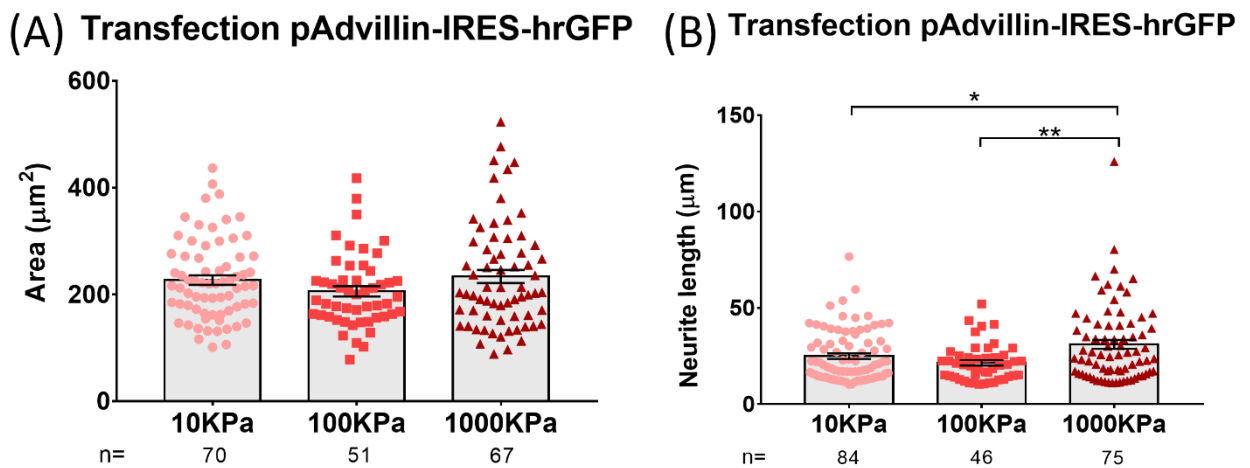 (A) Transfection pAdvillin-IRES-hrGFP
600
400
200
0
Area (μm²)
10KPa 100KPa 1000KPa
n= 70 51 67
(B) Transfection pAdvillin-IRES-hrGFP
150
100
50
0
Neurite length (μm)
*
**
10KPa 100KPa 1000KPa
n= 84 46 75